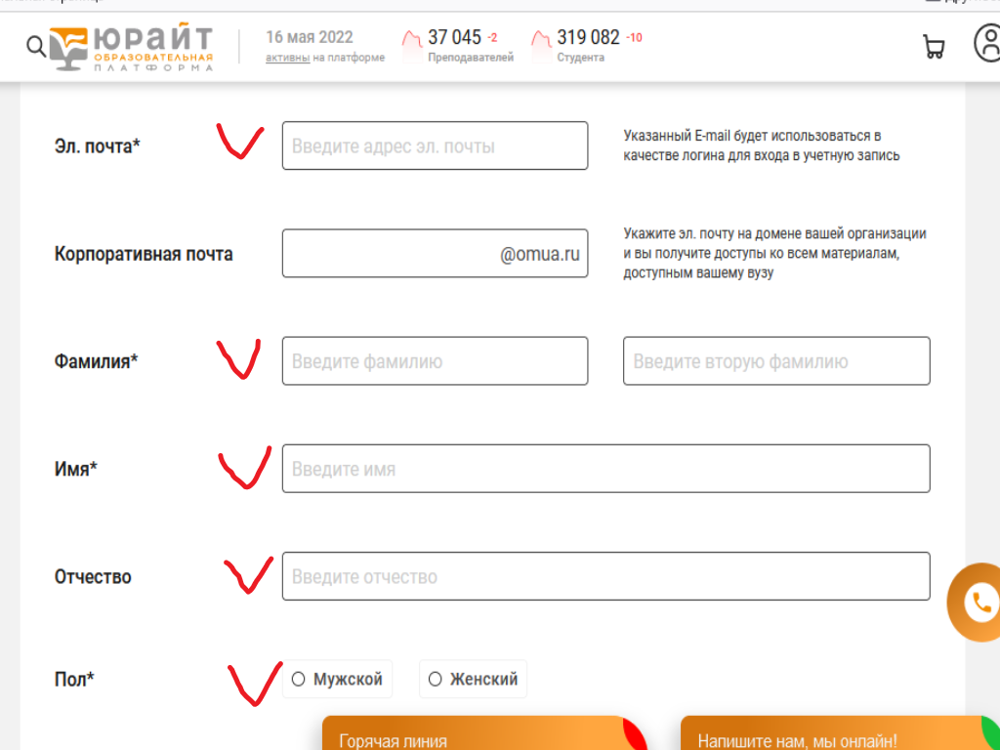 ЮРАЙТ
ОБРАЗОВАТЕЛЬНАЯ
ПЛАТФОРМА
16 мая 2022
активны на платформе
37 045 -2
Преподавателей
319 082 -10
Студента
Эл. почта*
Введите адрес эл. почты
Указанный E-mail будет использоваться в
качестве логина для входа в учетную запись
Корпоративная почта
@omua.ru
Укажите эл. почту на домене вашей организации
и вы получите доступы ко всем материалам,
доступным вашему вузу
Фамилия*
Введите фамилию
Введите вторую фамилию
Имя*
Введите имя
Отчество
Введите отчество
Пол*
Мужской
Женский
Горячая линия
Напишите нам, мы онлайн!